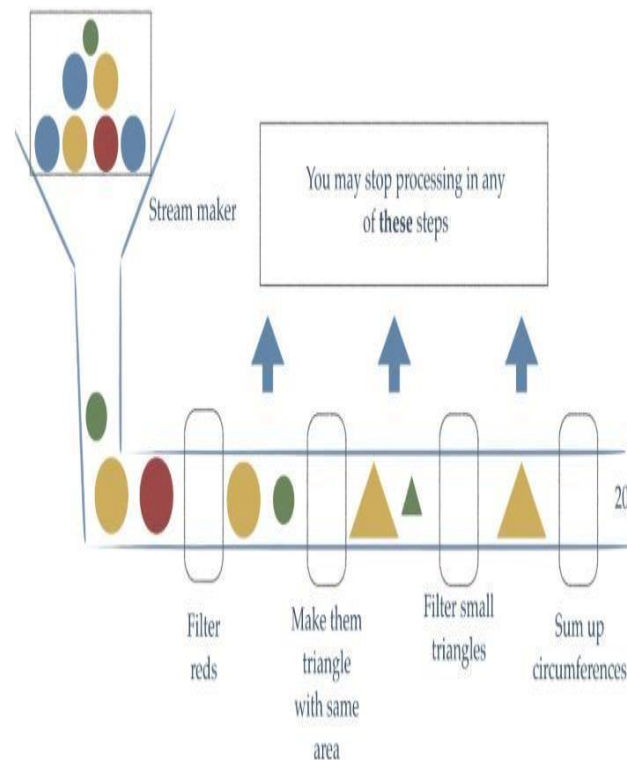 Stream maker
You may stop processing in any
of these steps
20
Filter
reds
Make them
triangle
with same
area
Filter small
triangles
Sum up
circumferences